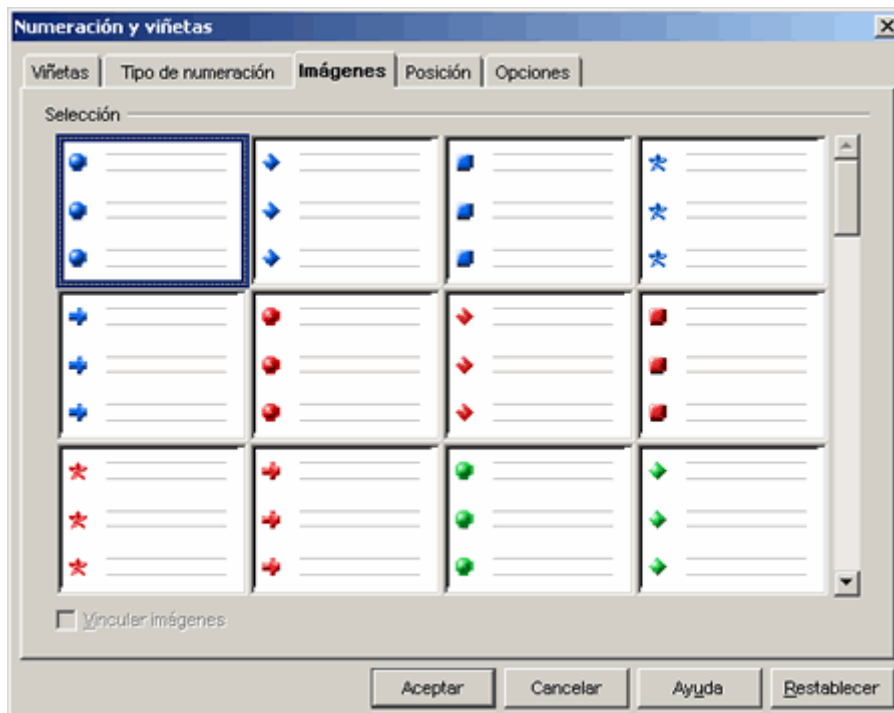 Numeración y viñetas
Viñetas Tipo de numeración Imágenes Posición Opciones
Selección
Vincular imágenes
Aceptar Cancelar Ayuda Restablecer